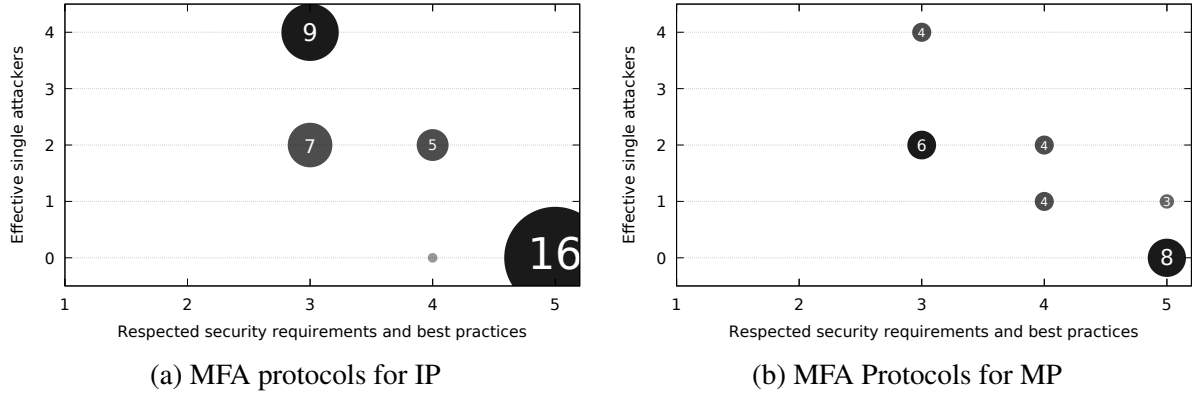 Effective single attackers
4
3
2
1
0
9
7
5
16
1 2 3 4 5
Respected security requirements and best practices
(a) MFA protocols for IP
Effective single attackers
4
3
2
1
0
4
6
4
4
3
8
1 2 3 4 5
Respected security requirements and best practices
(b) MFA Protocols for MP